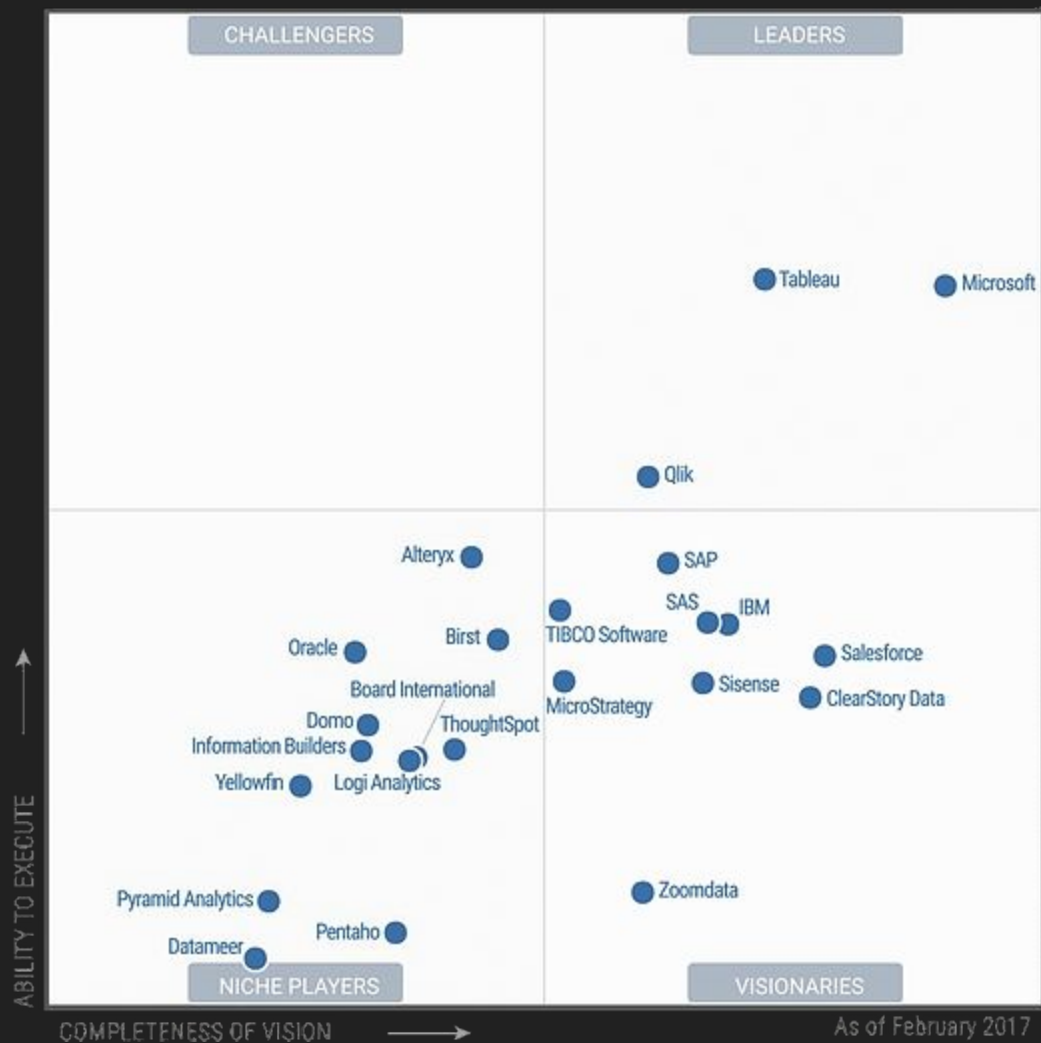 CHALLENGERS
LEADERS
Tableau
Microsoft
Qlik
Alteryx
SAP
SAS
IBM
TIBCO Software
Birst
Oracle
Salesforce
Board International
Sisense
ClearStory Data
MicroStrategy
Domo
ThoughtSpot
Information Builders
Yellowfin
Logi Analytics
Zoomdata
Pyramid Analytics
Pentaho
Datameer
NICHE PLAYERS
VISIONARIES
ABILITY TO EXECUTE
COMPLETENESS OF VISION
As of February 2017